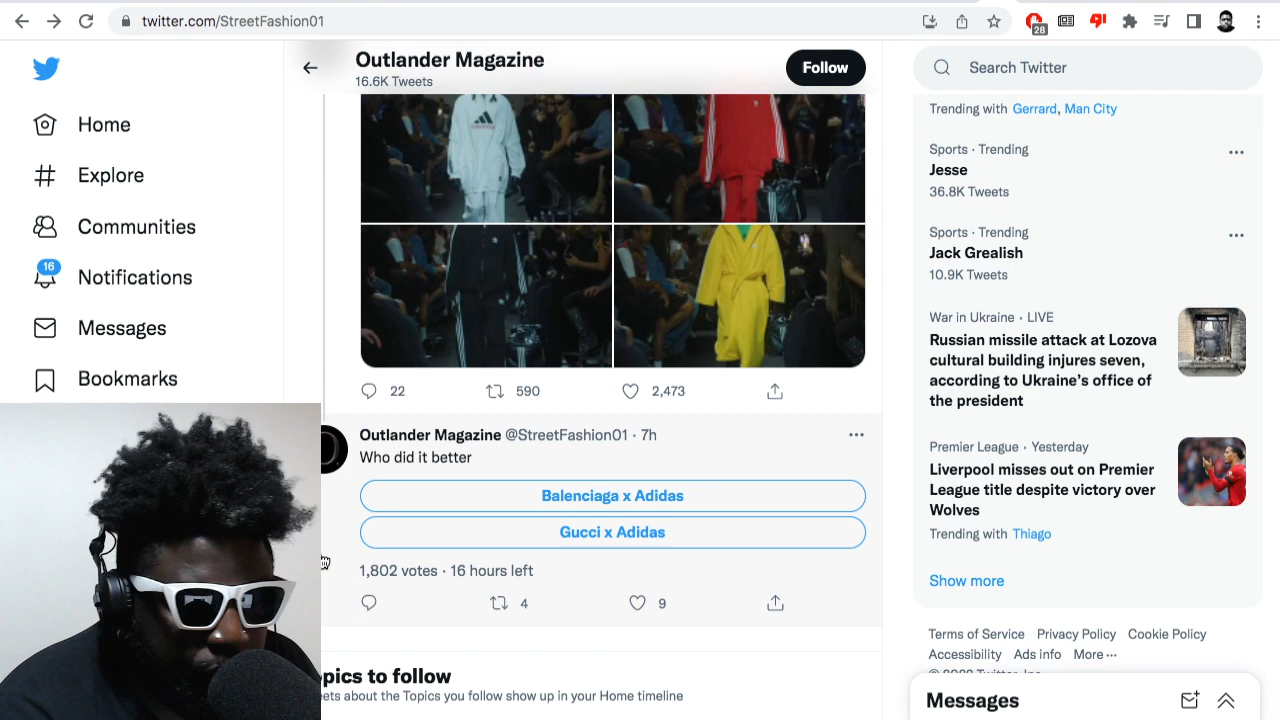 twitter.com/StreetFashion01
28
Outlander Magazine
16.6K Tweets
Follow
Home
Explore
Communities
16
Notifications
Messages
Bookmarks
22
590
2,473
Outlander Magazine @StreetFashion01 · 7h
Who did it better
Balenciaga x Adidas
Gucci x Adidas
1,802 votes · 16 hours left
4
9
pics to follow
ets about the Topics you follow show up in your Home timeline
Search Twitter
Trending with Gerrard, Man City
Sports · Trending
Jesse
36.8K Tweets
Sports · Trending
Jack Grealish
10.9K Tweets
War in Ukraine · LIVE
Russian missile attack at Lozova
cultural building injures seven,
according to Ukraine's office of
the president
Premier League · Yesterday
Liverpool misses out on Premier
League title despite victory over
Wolves
Trending with Thiago
Show more
Terms of Service Privacy Policy Cookie Policy
Accessibility Ads info More ···
Messages